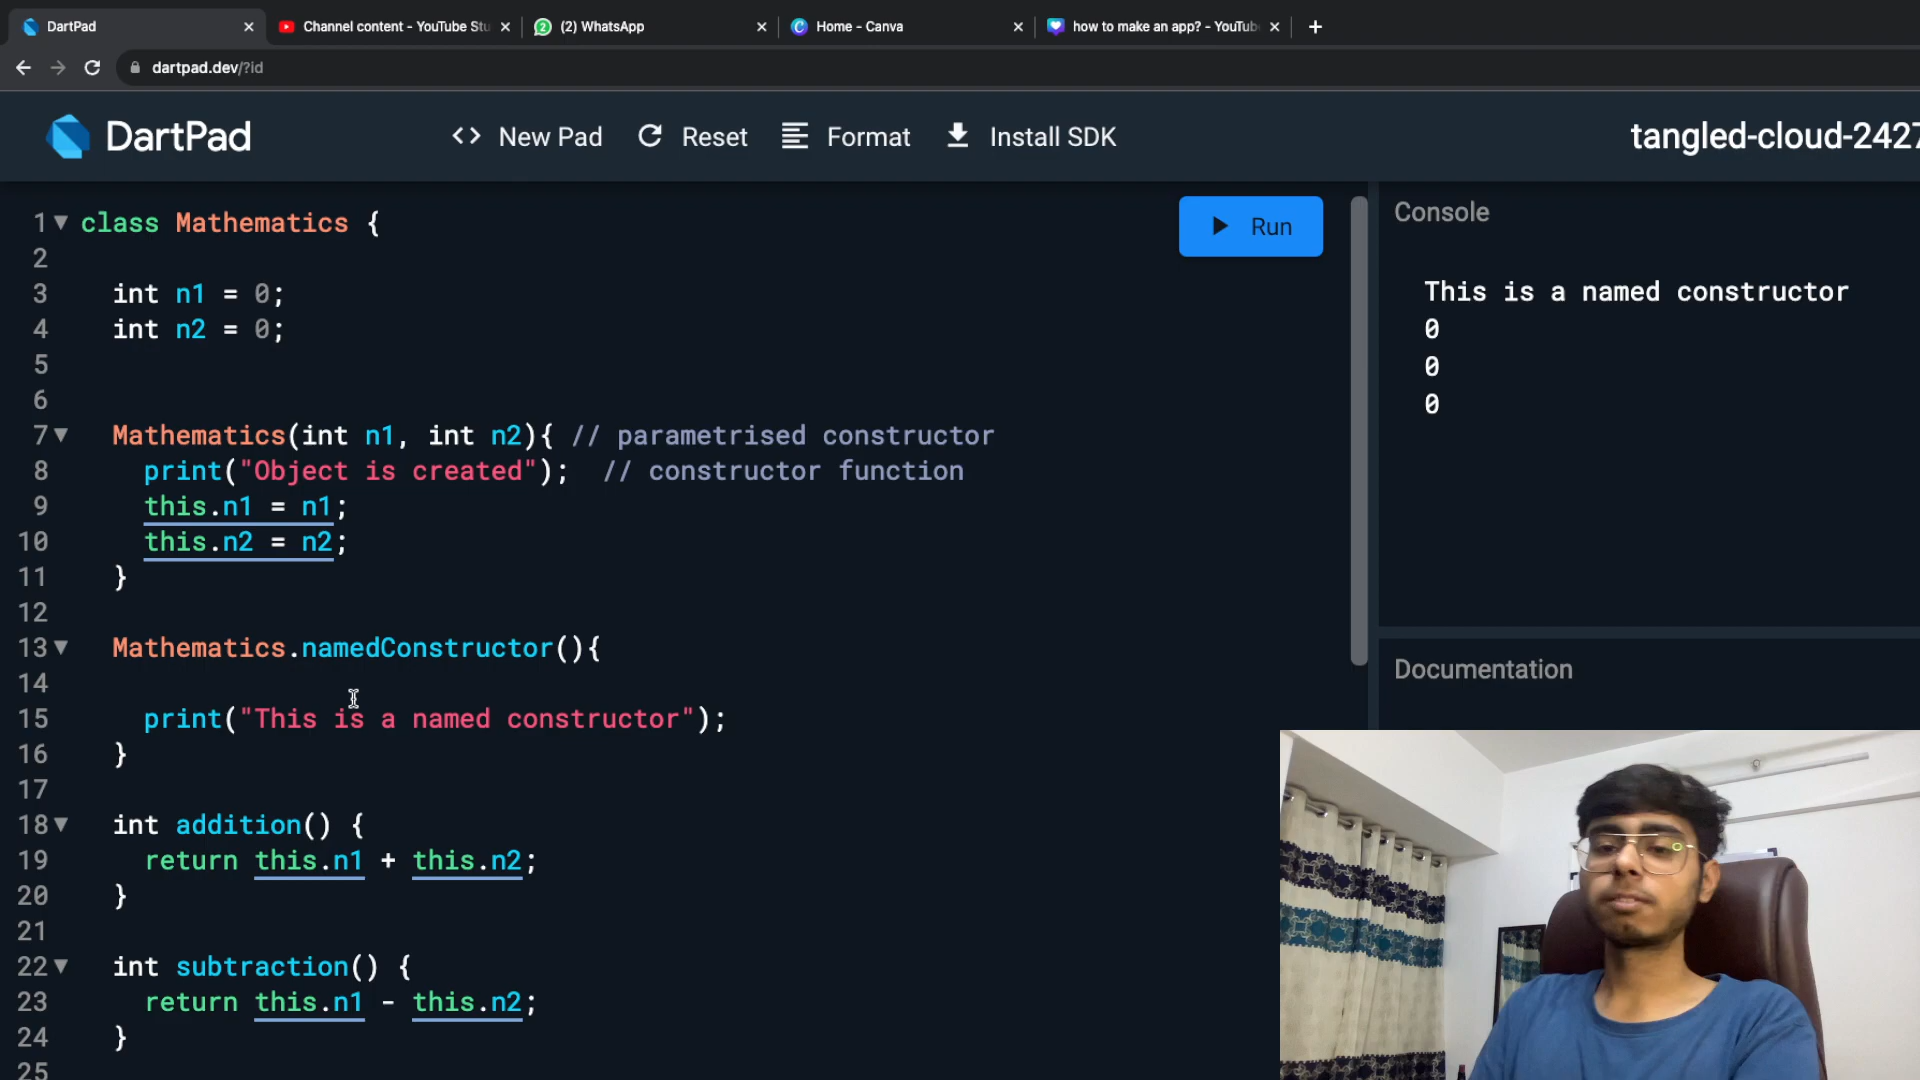 DartPad
Channel content - YouTube Stu
(2) WhatsApp
Home - Canva
how to make an app? - YouTub
dartpad.dev/?id
DartPad
<> New Pad
Reset
Format
Install SDK
tangled-cloud-2427
1 class Mathematics {
2
3 int n1 = 0;
4 int n2 = 0;
5
6
7 Mathematics(int n1, int n2){ // parametrised constructor
8 print("Object is created"); // constructor function
9 this.n1 = n1;
10 this.n2 = n2;
11 }
12
13 Mathematics.namedConstructor(){
14
15 print("This is a named constructor");
16 }
17
18 int addition() {
19 return this.n1 + this.n2;
20 }
21
22 int subtraction() {
23 return this.n1 - this.n2;
24 }
25
Run
Console
This is a named constructor
0
0
0
Documentation